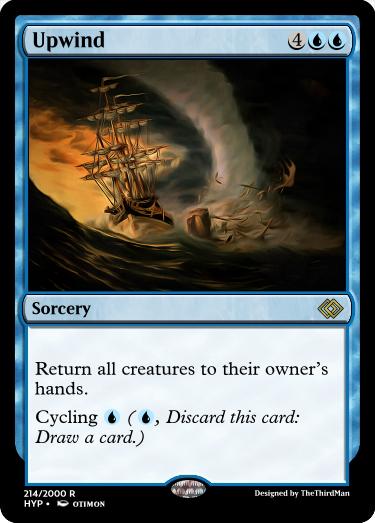 Upwind 4
Sorcery
Return all creatures to their owner's
hands.
Cycling (, Discard this card:
Draw a card.)
214/2000 R
HYP • OTIMON
Designed by TheThirdMan